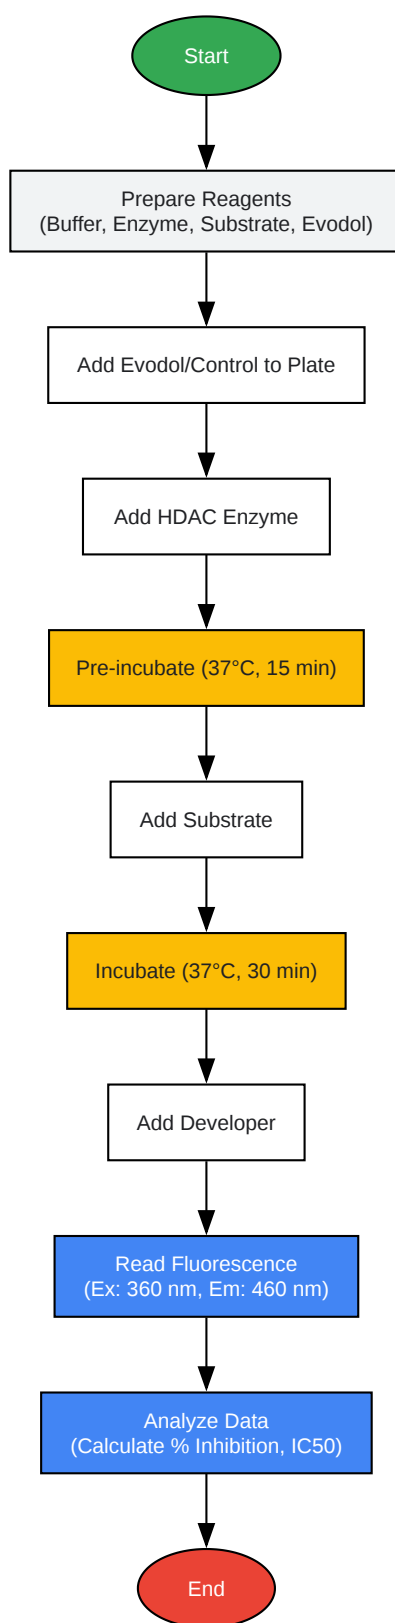 Start
Prepare Reagents
(Buffer, Enzyme, Substrate, Evodol)
Add Evodol/Control to Plate
Add HDAC Enzyme
Pre-incubate (37°C, 15 min)
Add Substrate
Incubate (37°C, 30 min)
Add Developer
Read Fluorescence
(Ex: 360 nm, Em: 460 nm)
Analyze Data
(Calculate % Inhibition, IC50)
End